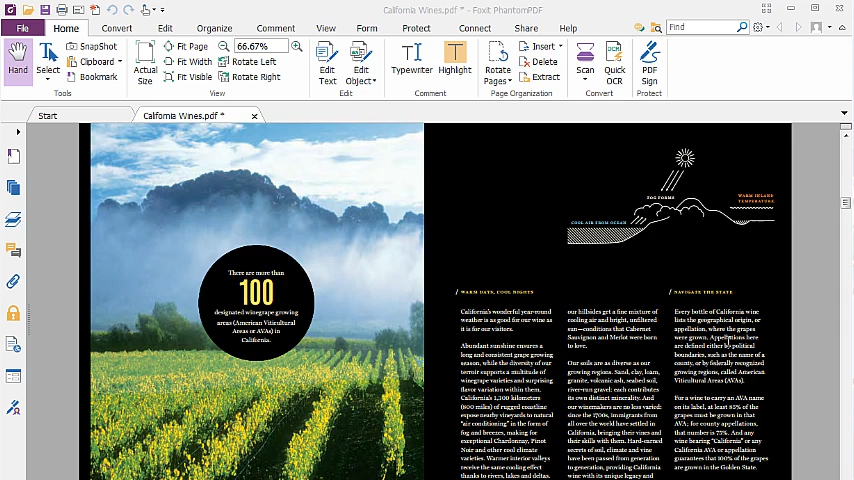 California Wines.pdf * - Foxit PhantomPDF
File Home Convert Edit Organize Comment View Form Protect Connect Share Help Find
Hand
Select
SnapShot
Clipboard
Bookmark
Tools
Actual Size
Fit Page
Fit Width
Fit Visible
66.67%
Rotate Left
Rotate Right
View
Edit Text
Edit Object
Edit
Typewriter
Highlight
Comment
Rotate Pages
Insert
Delete
Extract
Page Organization
Scan
Quick OCR
Convert
PDF Sign
Protect
Start
California Wines.pdf *
There are more than
100
designated winegrape growing
areas (American Viticultural
Areas or AVAs) in
California.
FOG FORMS
WARM INLAND
TEMPERATURE
COOL AIR FROM OCEAN
/ WARM DAYS, COOL NIGHTS
California's wonderful year-round
weather is as good for our wine as
it is for our visitors.
Abundant sunshine ensures a
long and consistent grape growing
season, while the diversity of our
terroir supports a multitude of
winegrape varieties and surprising
flavor variation within them.
California's 1,300 kilometers
(800 miles) of rugged coastline
expose nearby vineyards to natural
"air conditioning" in the form of
fog and breezes, making for
exceptional Chardonnay, Pinot
Noir and other cool climate
varieties. Warmer interior valleys
receive the same cooling effect
thanks to rivers, lakes and deltas.
our hillsides get a fine mixture of
cooling air and bright, unfiltered
sun—conditions that Cabernet
Sauvignon and Merlot were born
to love.
Our soils are as diverse as our
growing regions. Sand, clay, loam,
granite, volcanic ash, seabed soil,
river-run gravel: each contributes
its own distinct minerality. And
our winemakers are no less varied:
since the 1700s, immigrants from
all over the world have settled in
California, bringing their vines and
their skills with them. Hard-earned
secrets of soil, climate and vine
have been passed from generation
to generation, providing California
wine with its unique legacy and
/ NAVIGATE THE STATE
Every bottle of California wine
lists the geographical origin, or
appellation, where the grapes
were grown. Appellations here
are defined either by political
boundaries, such as the name of a
county, or by federally recognized
growing regions, called American
Viticultural Areas (AVAs).
For a wine to carry an AVA name
on its label, at least 85% of the
grapes must be grown in that
AVA; for county appellations,
that number is 75%. And any
wine bearing "California" or any
California AVA or appellation
guarantees that 100% of the grapes
are grown in the Golden State.